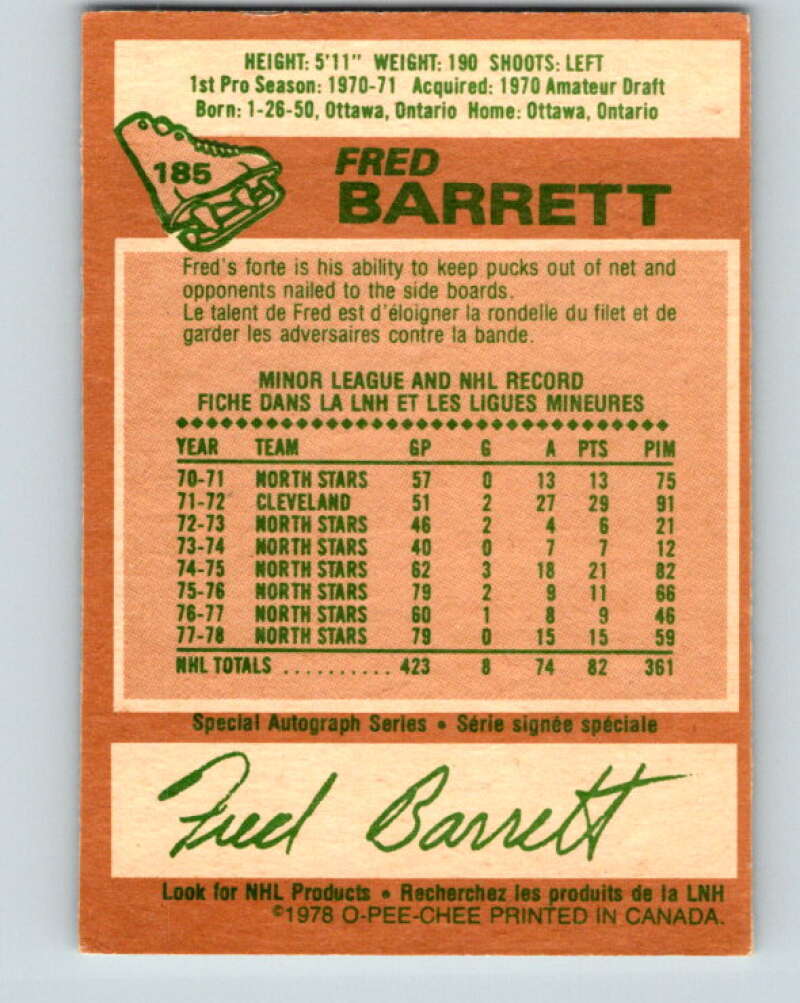 HEIGHT: 5'11" WEIGHT: 190 SHOOTS: LEFT
1st Pro Season: 1970-71 Acquired: 1970 Amateur Draft
Born: 1-26-50, Ottawa, Ontario Home: Ottawa, Ontario
185
FRED
BARRETT
Fred's forte is his ability to keep pucks out of net and
opponents nailed to the side boards.
Le talent de Fred est d'éloigner la rondelle du filet et de
garder les adversaires contre la bande.
MINOR LEAGUE AND NHL RECORD
FICHE DANS LA LNH ET LES LIGUES MINEURES
YEAR TEAM GP G A PTS PIM
70-71 NORTH STARS 57 0 13 13 75
71-72 CLEVELAND 51 2 27 29 91
72-73 NORTH STARS 46 2 4 6 21
73-74 NORTH STARS 40 0 7 7 12
74-75 NORTH STARS 62 3 18 21 82
75-76 NORTH STARS 79 2 9 11 66
76-77 NORTH STARS 60 1 8 9 46
77-78 NORTH STARS 79 0 15 15 59
NHL TOTALS .......... 423 8 74 82 361
Special Autograph Series • Série signée spéciale
Fred Barrett
Look for NHL Products • Recherchez les produits de la LNH
©1978 O-PEE-CHEE PRINTED IN CANADA.